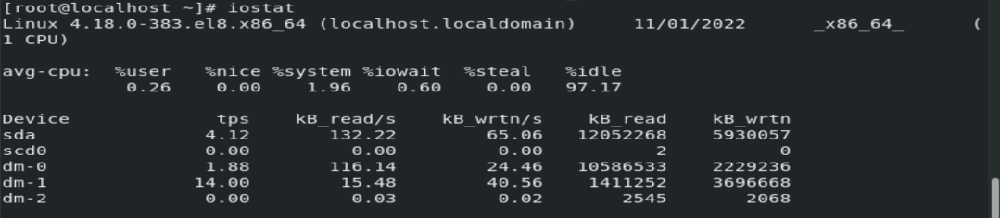 [root@localhost ~]# iostat
Linux 4.18.0-383.el8.x86_64 (localhost.localdomain)     11/01/2022      _x86_64_        (
1 CPU)
avg-cpu:  %user   %nice %system %iowait  %steal   %idle
           0.26    0.00    1.96    0.60    0.00   97.17
Device             tps    kB_read/s    kB_wrtn/s    kB_read    kB_wrtn
sda               4.12       132.22        65.06   12052268    5930057
scd0              0.00         0.00         0.00          2          0
dm-0              1.88       116.14        24.46   10586533    2229236
dm-1             14.00        15.48        40.56    1411252    3696668
dm-2              0.00         0.03         0.02       2545       2068